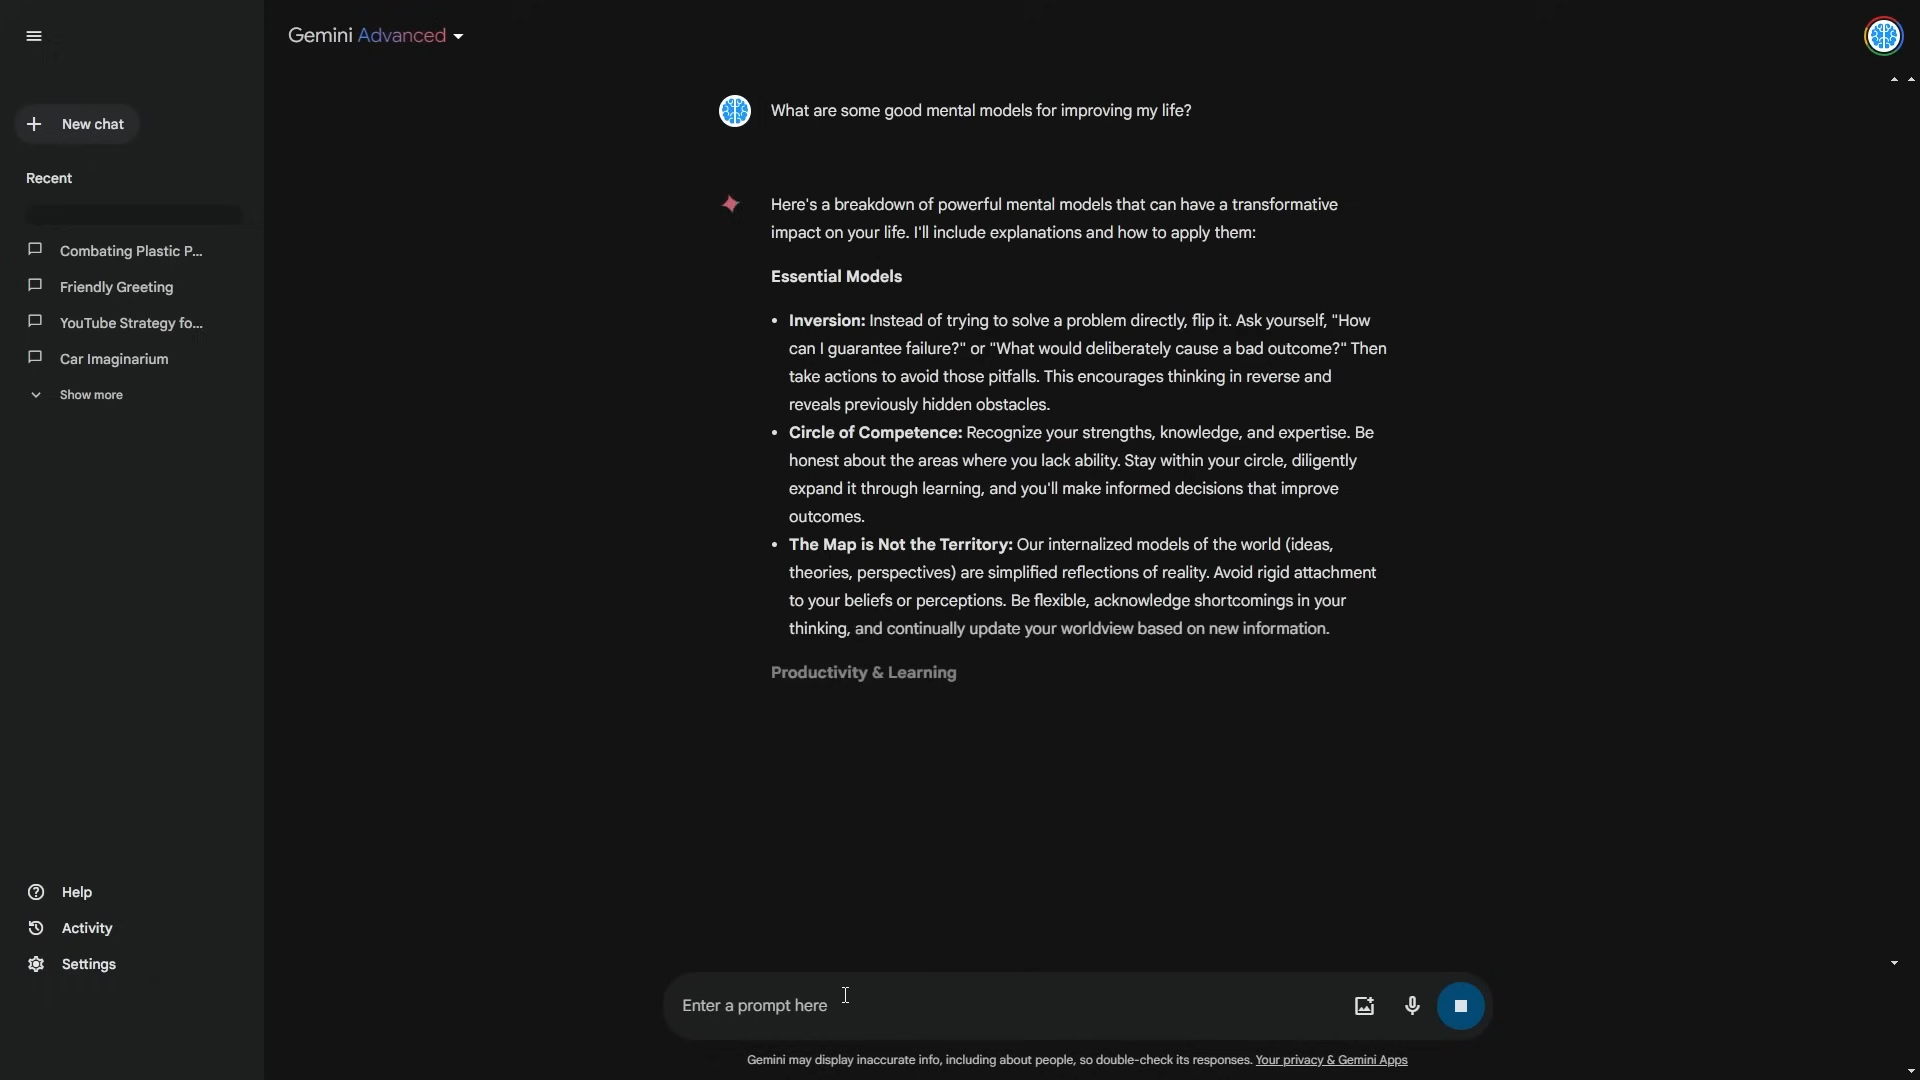 Gemini Advanced
New chat
Recent
Combating Plastic P...
Friendly Greeting
YouTube Strategy fo...
Car Imaginarium
Show more
Help
Activity
Settings
What are some good mental models for improving my life?
Here's a breakdown of powerful mental models that can have a transformative
impact on your life. I'll include explanations and how to apply them:
Essential Models
• Inversion: Instead of trying to solve a problem directly, flip it. Ask yourself, "How
can I guarantee failure?" or "What would deliberately cause a bad outcome?" Then
take actions to avoid those pitfalls. This encourages thinking in reverse and
reveals previously hidden obstacles.
• Circle of Competence: Recognize your strengths, knowledge, and expertise. Be
honest about the areas where you lack ability. Stay within your circle, diligently
expand it through learning, and you'll make informed decisions that improve
outcomes.
• The Map is Not the Territory: Our internalized models of the world (ideas,
theories, perspectives) are simplified reflections of reality. Avoid rigid attachment
to your beliefs or perceptions. Be flexible, acknowledge shortcomings in your
thinking, and continually update your worldview based on new information.
Productivity & Learning
Enter a prompt here
Gemini may display inaccurate info, including about people, so double-check its responses. Your privacy & Gemini Apps